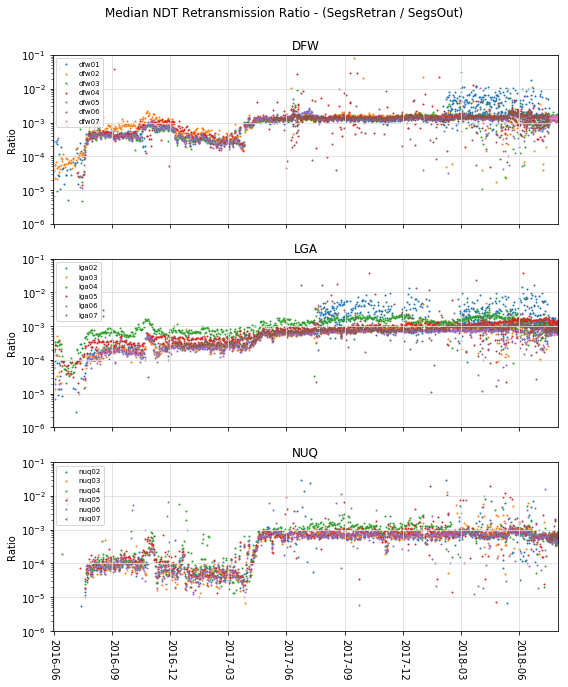 Median NDT Retransmission Ratio - (SegsRetran / SegsOut)
DFW
10⁻¹
10⁻²
10⁻³
10⁻⁴
10⁻⁵
10⁻⁶
Ratio
dfw01
dfw02
dfw03
dfw04
dfw05
dfw06
dfw07
LGA
10⁻¹
10⁻²
10⁻³
10⁻⁴
10⁻⁵
10⁻⁶
Ratio
lga02
lga03
lga04
lga05
lga06
lga07
NUQ
10⁻¹
10⁻²
10⁻³
10⁻⁴
10⁻⁵
10⁻⁶
Ratio
nuq02
nuq03
nuq04
nuq05
nuq06
nuq07
2016-06
2016-09
2016-12
2017-03
2017-06
2017-09
2017-12
2018-03
2018-06